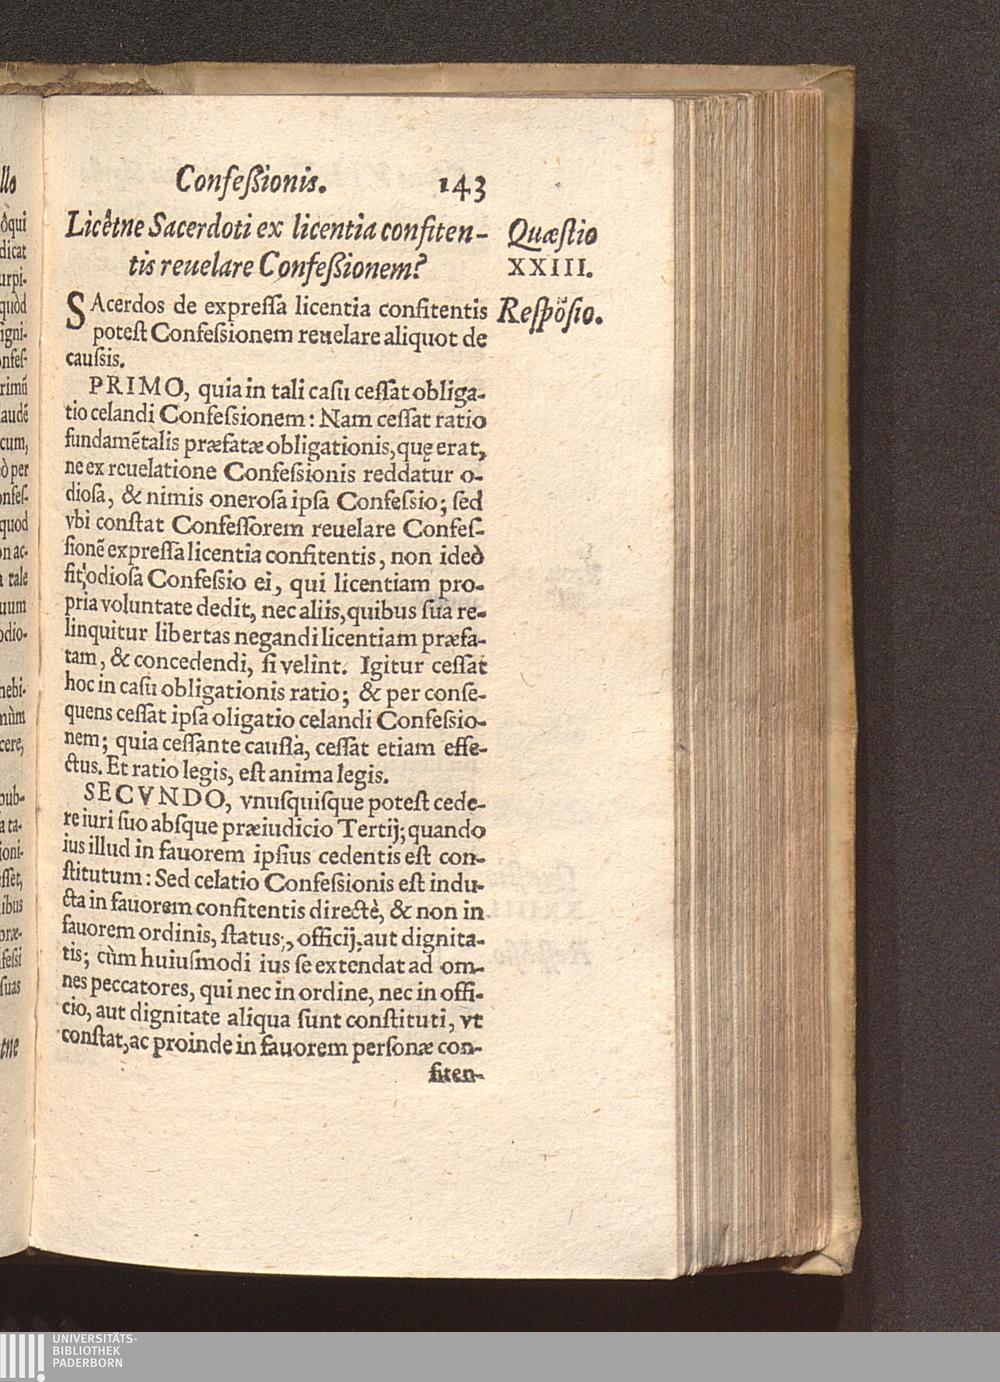 Confeßionis. 143
Licêtne Sacerdoti ex licentia confiten-
tis reuelare Confeßionem?
Quæſtio
XXIII.
SAcerdos de expreſſa licentia confitentis
Reſpõſio.
poteſt Confeſsionem reuelare aliquot de
cauſsis.
PRIMO, quia in tali caſu ceſſat obliga-
tio celandi Confeſsionem: Nam ceſſat ratio
fundamẽtalis præfatæ obligationis, quę erat,
ne ex reuelatione Confeſsionis reddatur o-
dioſa, & nimis oneroſa ipſa Confeſsio; ſed
vbi conſtat Confeſſorem reuelare Confeſ-
ſionẽ expreſſa licentia confitentis, non ideò
fit odioſa Confeſsio ei, qui licentiam pro-
pria voluntate dedit, nec aliis, quibus ſua re-
linquitur libertas negandi licentiam præfa-
tam, & concedendi, ſi velint. Igitur ceſſat
hoc in caſu obligationis ratio; & per conſe-
quens ceſſat ipſa oligatio celandi Confeſsio-
nem; quia ceſſante cauſſa, ceſſat etiam effe-
ctus. Et ratio legis, eſt anima legis.
SECVNDO, vnuſquiſque poteſt cede-
re iuri ſuo abſque præiudicio Tertij; quando
ius illud in fauorem ipſius cedentis eſt con-
ſtitutum: Sed celatio Confeſsionis eſt indu-
cta in fauorem confitentis directè, & non in
fauorem ordinis, ſtatus, officij, aut dignita-
tis; cùm huiuſmodi ius ſe extendat ad om-
nes peccatores, qui nec in ordine, nec in offi-
cio, aut dignitate aliqua ſunt conſtituti, vt
conſtat, ac proinde in fauorem perſonæ con-
fiten-
UNIVERSITÄTS-
BIBLIOTHEK
PADERBORN